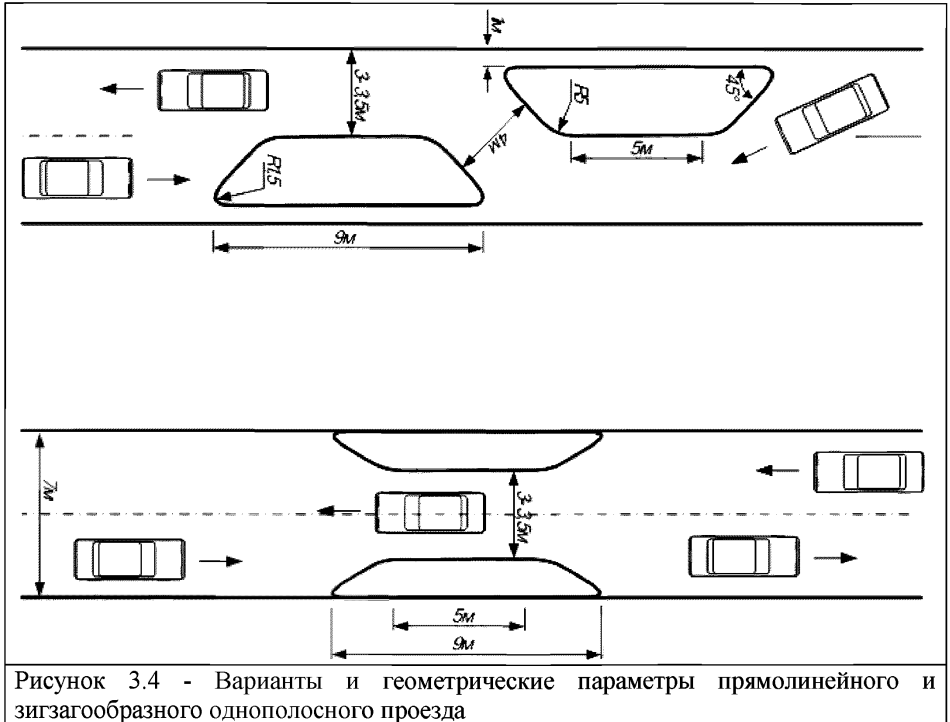 1м
3-3,5м
R5
45°
4м
5м
R1.5
9м
7м
3-3,5м
5м
9м
Рисунок 3.4 - Варианты и геометрические параметры прямолинейного и
зигзагообразного однополосного проезда